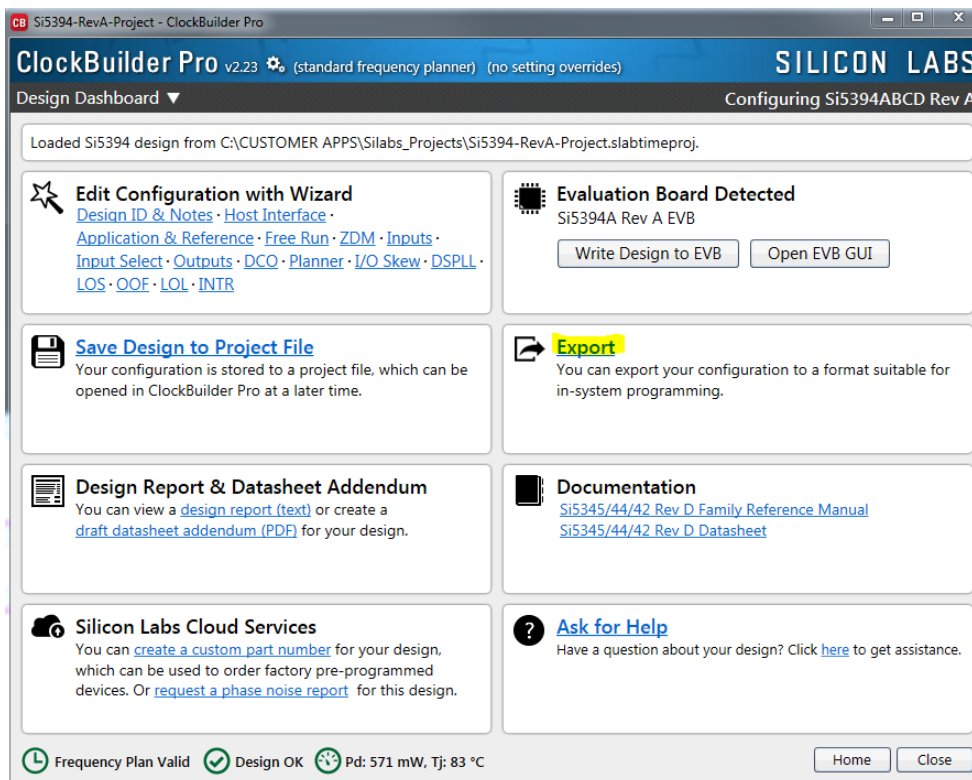 CB Si5394-RevA-Project - ClockBuilder Pro
ClockBuilder Pro v2.23 (standard frequency planner) (no setting overrides)
SILICON LABS
Design Dashboard ▼
Configuring Si5394ABCD Rev A
Loaded Si5394 design from C:\CUSTOMER APPS\Silabs_Projects\Si5394-RevA-Project.slabtimeproj.
Edit Configuration with Wizard
Design ID & Notes · Host Interface ·
Application & Reference · Free Run · ZDM · Inputs ·
Input Select · Outputs · DCO · Planner · I/O Skew · DSPLL ·
LOS · OOF · LOL · INTR
Evaluation Board Detected
Si5394A Rev A EVB
Write Design to EVB
Open EVB GUI
Save Design to Project File
Your configuration is stored to a project file, which can be
opened in ClockBuilder Pro at a later time.
Export
You can export your configuration to a format suitable for
in-system programming.
Design Report & Datasheet Addendum
You can view a design report (text) or create a
draft datasheet addendum (PDF) for your design.
Documentation
Si5345/44/42 Rev D Family Reference Manual
Si5345/44/42 Rev D Datasheet
Silicon Labs Cloud Services
You can create a custom part number for your design,
which can be used to order factory pre-programmed
devices. Or request a phase noise report for this design.
Ask for Help
Have a question about your design? Click here to get assistance.
Frequency Plan Valid
Design OK
Pd: 571 mW, Tj: 83 °C
Home
Close